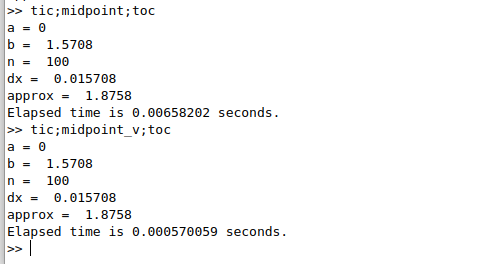 >> tic;midpoint;toc
a = 0
b =  1.5708
n =  100
dx =  0.015708
approx =  1.8758
Elapsed time is 0.00658202 seconds.
>> tic;midpoint_v;toc
a = 0
b =  1.5708
n =  100
dx =  0.015708
approx =  1.8758
Elapsed time is 0.000570059 seconds.
>>